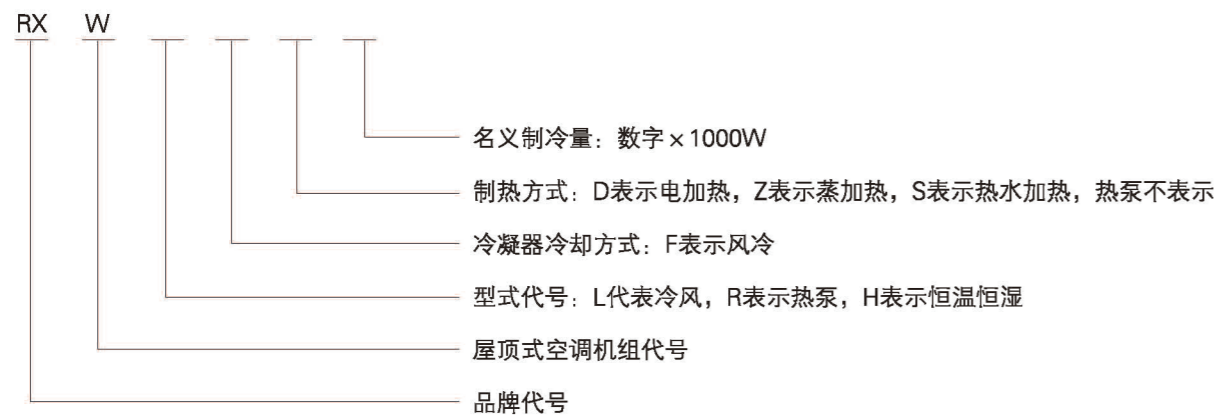 RX W
名义制冷量：数字×1000W
制热方式：D表示电加热，Z表示蒸加热，S表示热水加热，热泵不表示
冷凝器冷却方式：F表示风冷
型式代号：L代表冷风，R表示热泵，H表示恒温恒湿
屋顶式空调机组代号
品牌代号